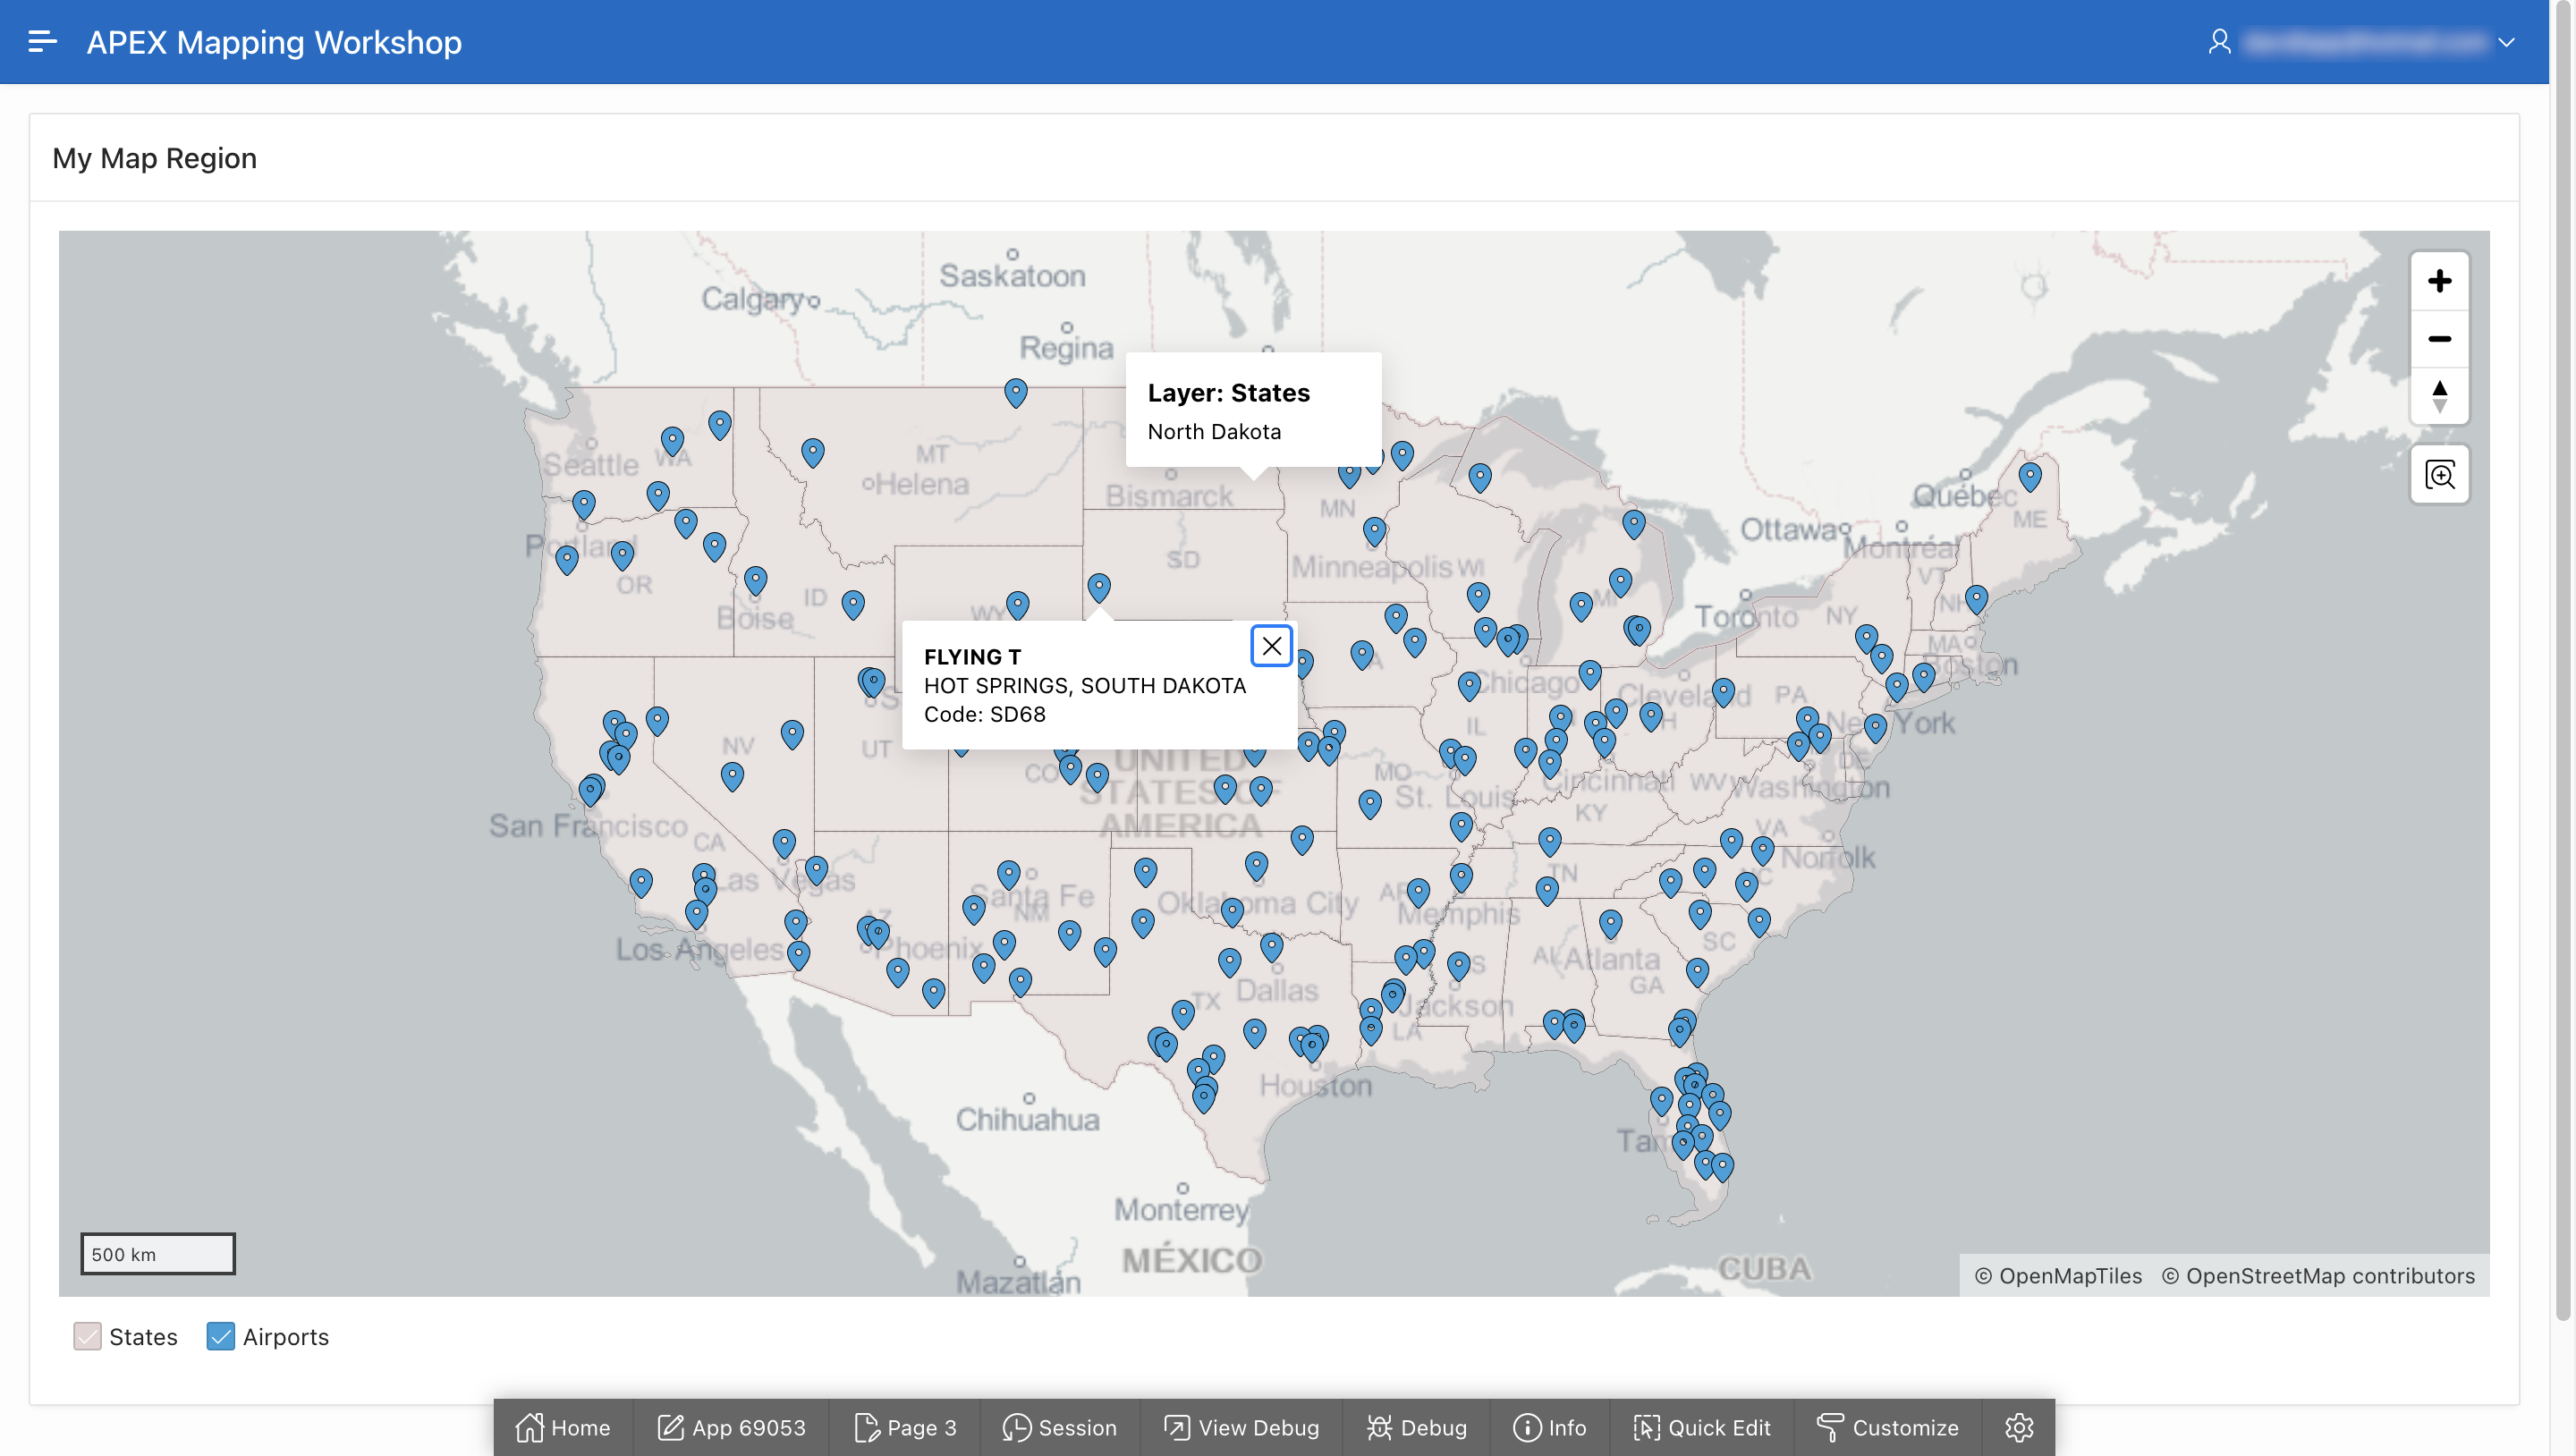 APEX Mapping Workshop
My Map Region
Saskatoon
Calgary
Regina
Layer: States
North Dakota
Seattle
WA
MT
Helena
Bismarck
MN
Québec
ME
Ottawa
Montréal
Portland
OR
SD
Minneapolis
WI
VT
Boise
ID
WY
MI
Toronto
NY
NH
MA
Boston
FLYING T
HOT SPRINGS, SOUTH DAKOTA
Code: SD68
Chicago
Cleveland
PA
IL
York
NV
UT
CO
UNITED
STATES OF
AMERICA
MO
St. Louis
Cincinnati
WV
Washington
DE
KY
San Francisco
CA
VA
Norfolk
Las Vegas
Santa Fe
NM
Oklahoma City
Memphis
TN
NC
Los Angeles
AZ
Phoenix
SC
AL
Atlanta
GA
TX
Dallas
Jackson
LA
Houston
Chihuahua
Monterrey
MÉXICO
Mazatlán
CUBA
500 km
© OpenMapTiles © OpenStreetMap contributors
States Airports
Home App 69053 Page 3 Session View Debug Debug Info Quick Edit Customize